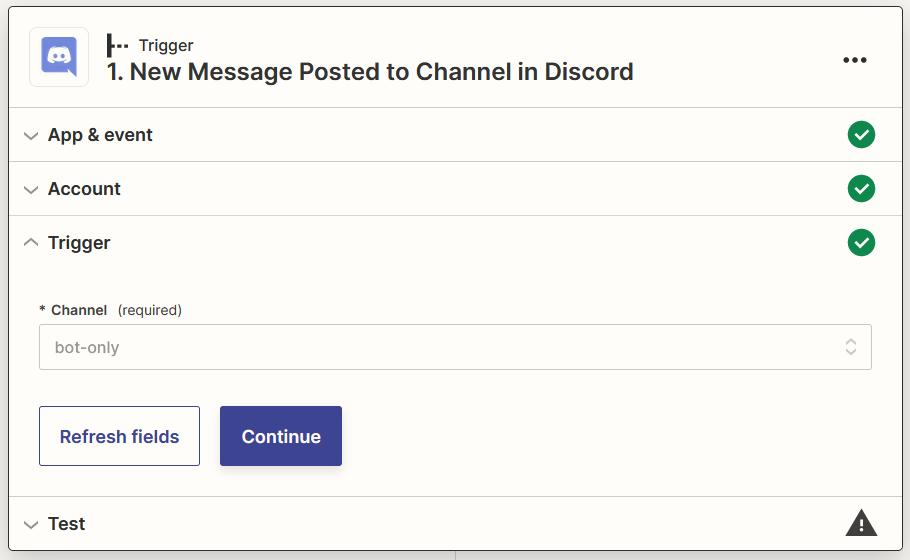 Trigger
1. New Message Posted to Channel in Discord
App & event
Account
Trigger
* Channel (required)
bot-only
Refresh fields
Continue
Test